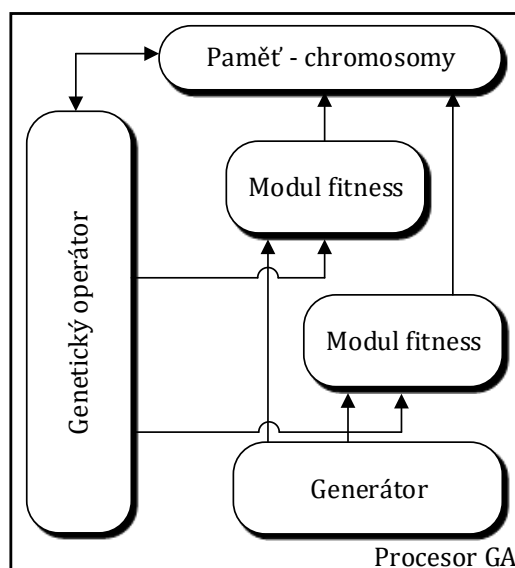 Paměť - chromosomy
Modul fitness
Genetický operátor
Modul fitness
Generátor
Procesor GA